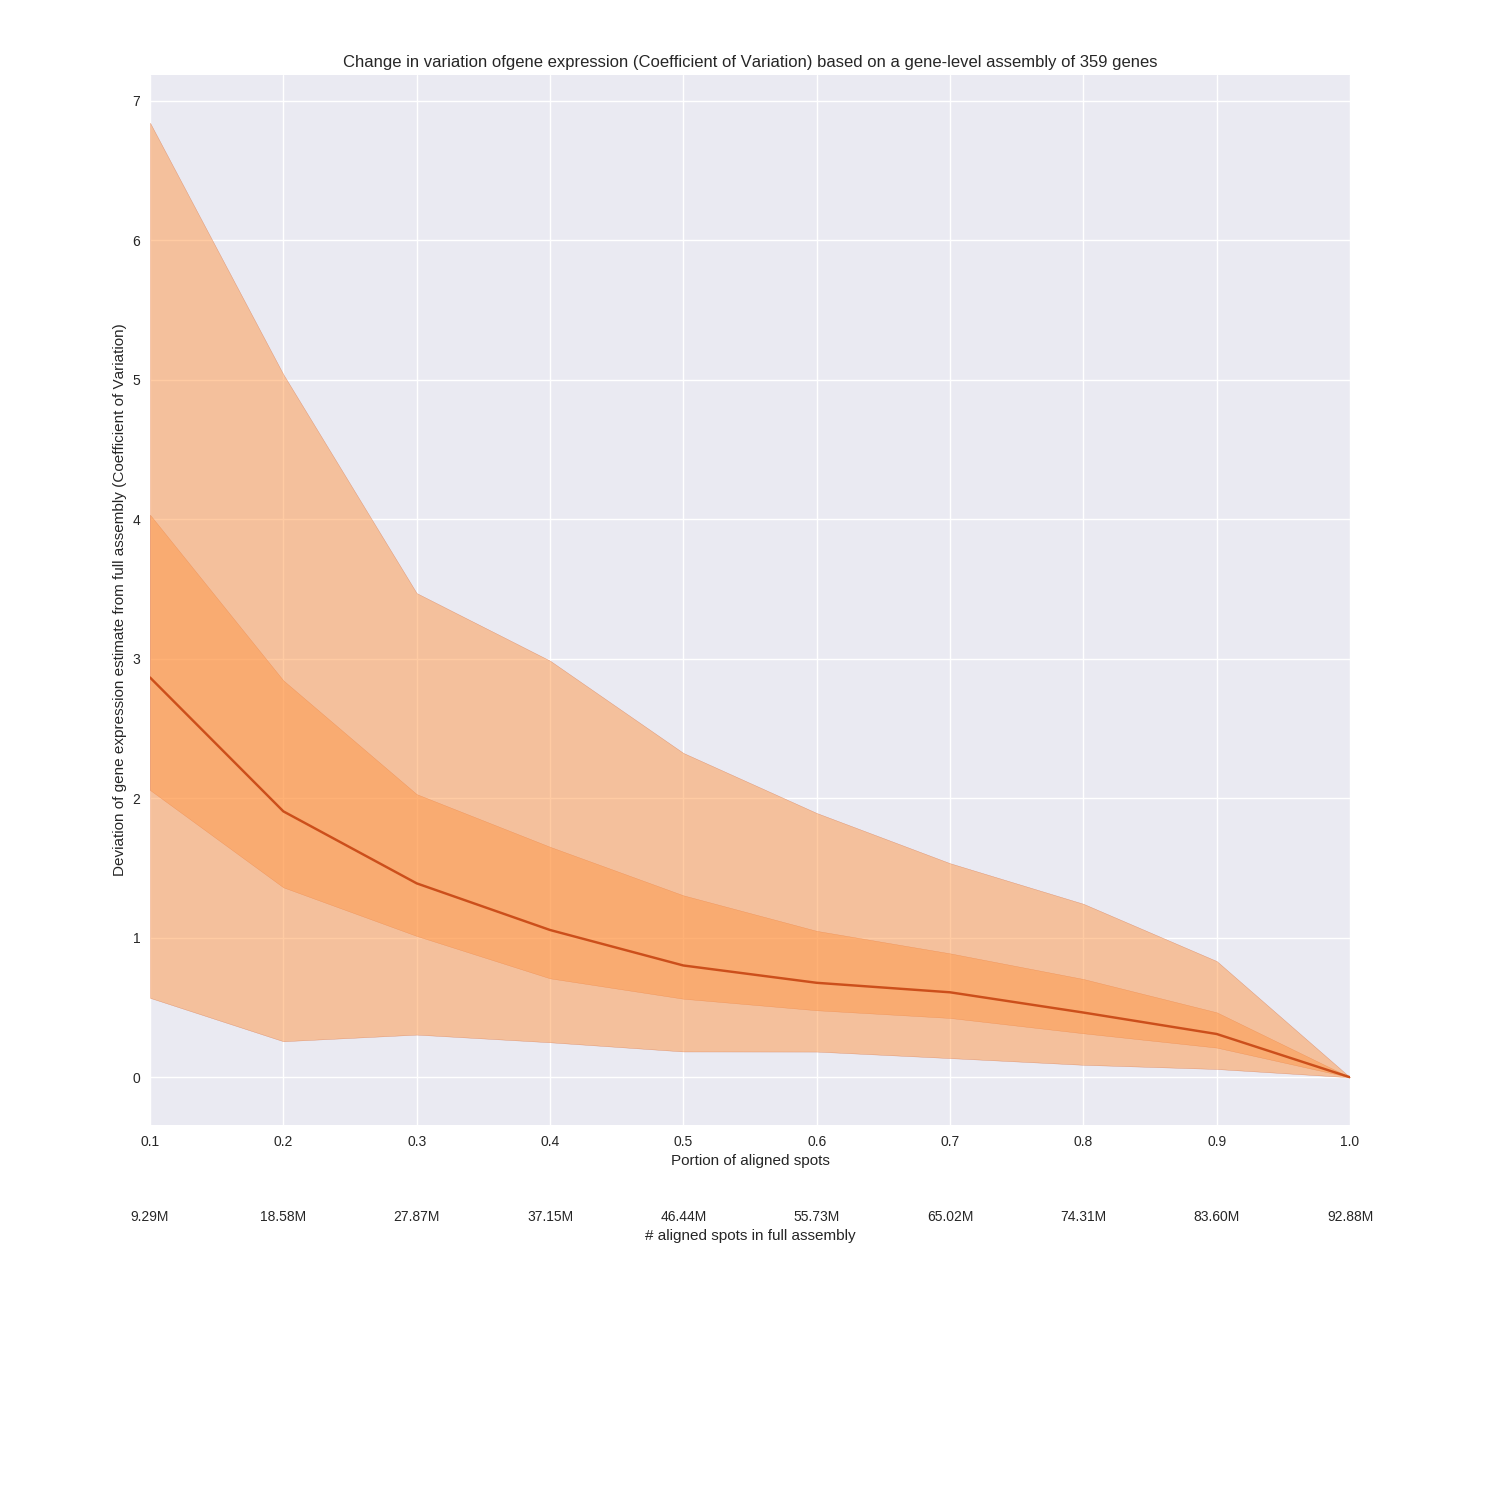 Change in variation ofgene expression (Coefficient of Variation) based on a gene-level assembly of 359 genes
Deviation of gene expression estimate from full assembly (Coefficient of Variation)
7
6
5
4
3
2
1
0
0.1 0.2 0.3 0.4 0.5 0.6 0.7 0.8 0.9 1.0
Portion of aligned spots
9.29M 18.58M 27.87M 37.15M 46.44M 55.73M 65.02M 74.31M 83.60M 92.88M
# aligned spots in full assembly